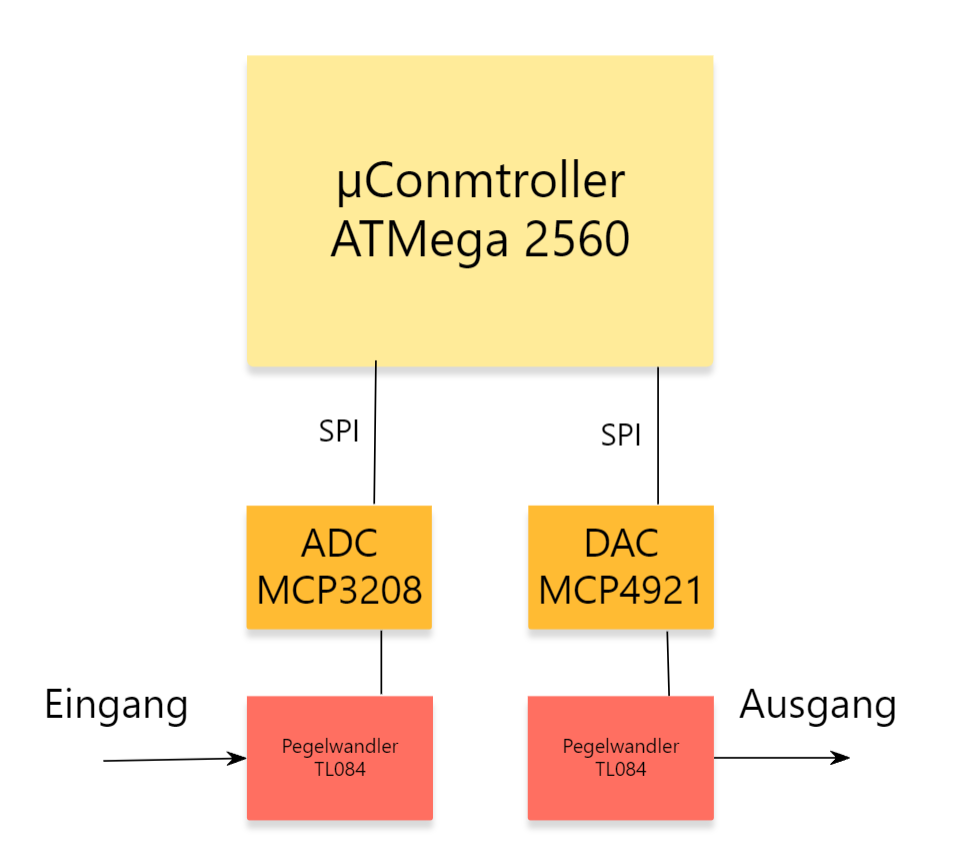 µConmtroller
ATMega 2560
SPI
SPI
ADC
MCP3208
DAC
MCP4921
Eingang
Pegelwandler
TL084
Pegelwandler
TL084
Ausgang